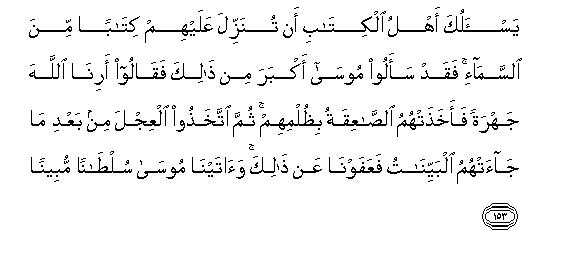 يَسْـَٔلُكَ أَهْلُ ٱلْكِتَـٰبِ أَن تُنَزِّلَ عَلَيْهِمْ كِتَـٰبًا مِّنَ
ٱلسَّمَآءِ ۚ فَقَدْ سَأَلُوا۟ مُوسَىٰٓ أَكْبَرَ مِن ذَٰلِكَ فَقَالُوٓا۟ أَرِنَا ٱللَّهَ
جَهْرَةً فَأَخَذَتْهُمُ ٱلصَّـٰعِقَةُ بِظُلْمِهِمْ ۚ ثُمَّ ٱتَّخَذُوا۟ ٱلْعِجْلَ مِنۢ بَعْدِ مَا
جَآءَتْهُمُ ٱلْبَيِّنَـٰتُ فَعَفَوْنَا عَن ذَٰلِكَ ۚ وَءَاتَيْنَا مُوسَىٰ سُلْطَـٰنًا مُّبِينًا
١٥٣